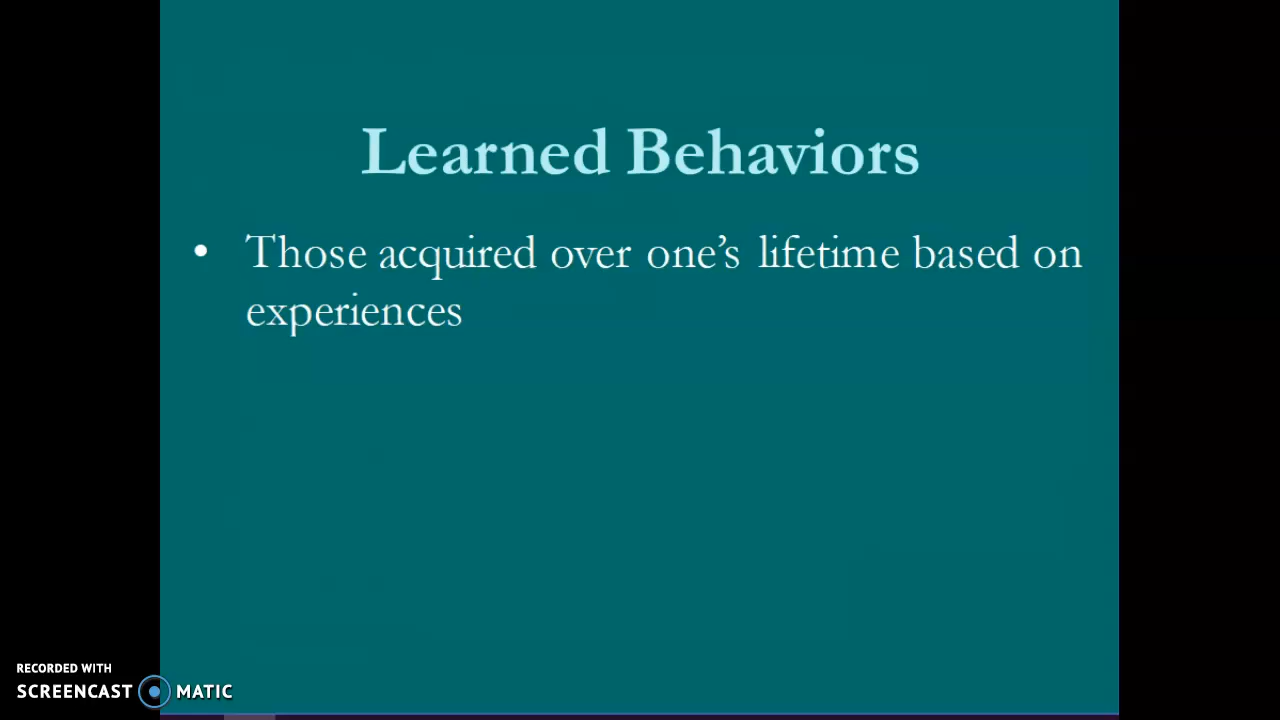 Learned Behaviors
• Those acquired over one’s lifetime based on
experiences
RECORDED WITH
SCREENCAST MATIC